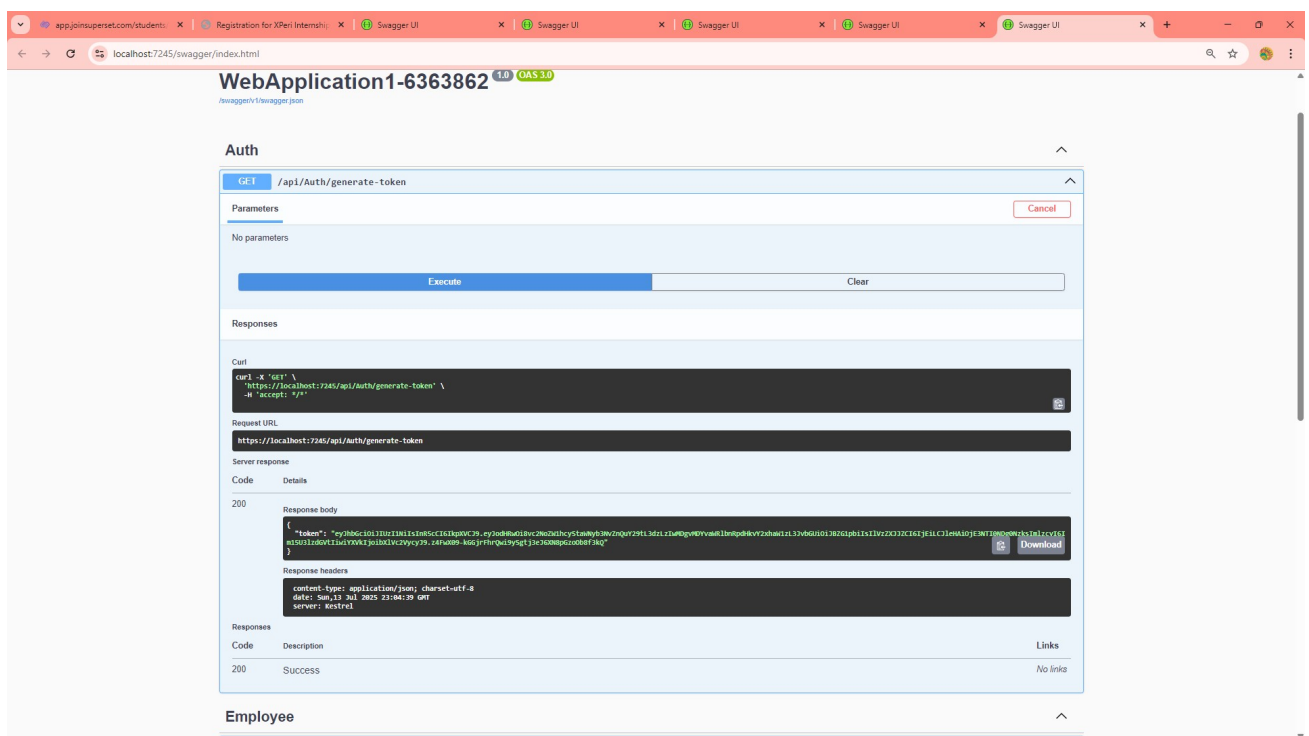 app.joinsuperset.com/students
Registration for XPeri Internship
Swagger UI
Swagger UI
Swagger UI
Swagger UI
Swagger UI
localhost:7245/swagger/index.html
WebApplication1-6363862 1.0 OAS 3.0
/swagger/v1/swagger.json
Auth
GET /api/Auth/generate-token
Parameters
Cancel
No parameters
Execute
Clear
Responses
Curl
curl -X 'GET' \
'https://localhost:7245/api/Auth/generate-token' \
-H 'accept: */*'
Request URL
https://localhost:7245/api/Auth/generate-token
Server response
Code Details
200
Response body
{
"token":
}
Download
Response headers
content-type: application/json; charset=utf-8
date: Sun,13 Jul 2025 23:04:39 GMT
server: Kestrel
Responses
Code Description Links
200 Success No links
Employee